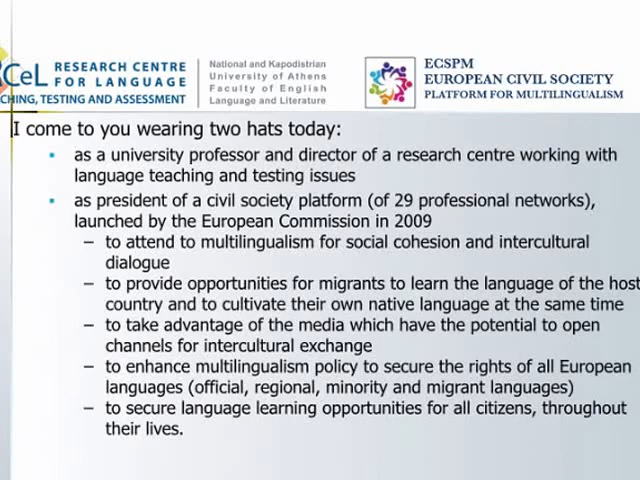 CeL RESEARCH CENTRE
FOR LANGUAGE
CHING, TESTING AND ASSESSMENT
National and Kapodistrian
University of Athens
Faculty of English
Language and Literature
ECSPM
EUROPEAN CIVIL SOCIETY
PLATFORM FOR MULTILINGUALISM
I come to you wearing two hats today:
• as a university professor and director of a research centre working with
language teaching and testing issues
• as president of a civil society platform (of 29 professional networks),
launched by the European Commission in 2009
– to attend to multilingualism for social cohesion and intercultural
dialogue
– to provide opportunities for migrants to learn the language of the host
country and to cultivate their own native language at the same time
– to take advantage of the media which have the potential to open
channels for intercultural exchange
– to enhance multilingualism policy to secure the rights of all European
languages (official, regional, minority and migrant languages)
– to secure language learning opportunities for all citizens, throughout
their lives.